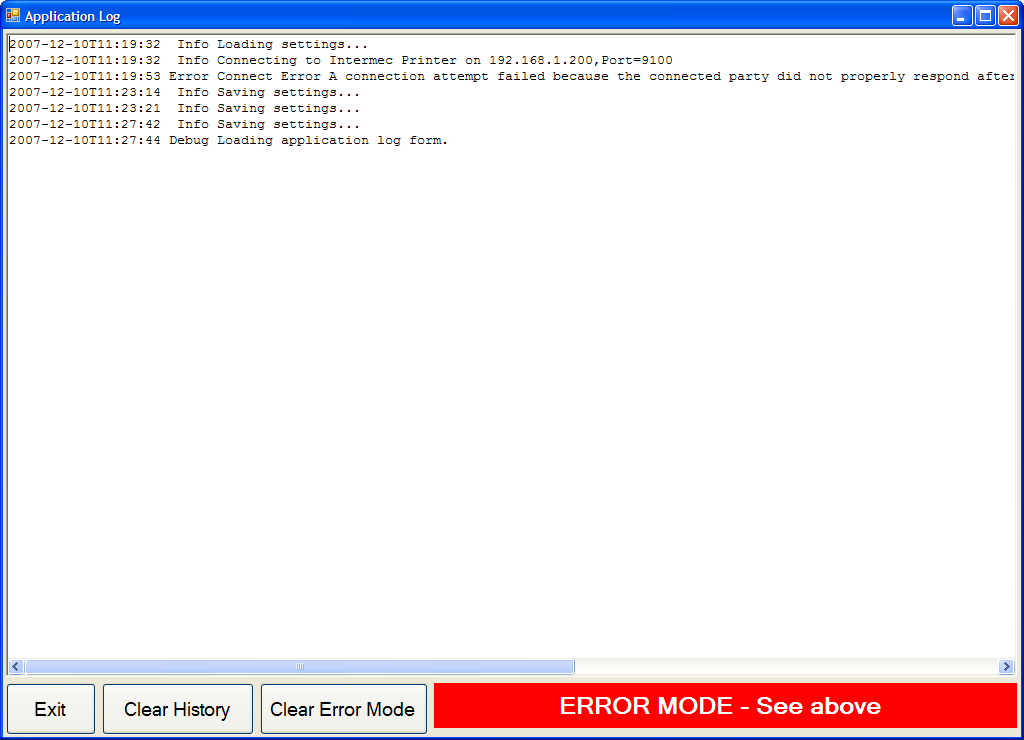 Application Log
2007-12-10T11:19:32  Info Loading settings...
2007-12-10T11:19:32  Info Connecting to Intermec Printer on 192.168.1.200,Port=9100
2007-12-10T11:19:53 Error Connect Error A connection attempt failed because the connected party did not properly respond after
2007-12-10T11:23:14  Info Saving settings...
2007-12-10T11:23:21  Info Saving settings...
2007-12-10T11:27:42  Info Saving settings...
2007-12-10T11:27:44 Debug Loading application log form.
Exit
Clear History
Clear Error Mode
ERROR MODE - See above